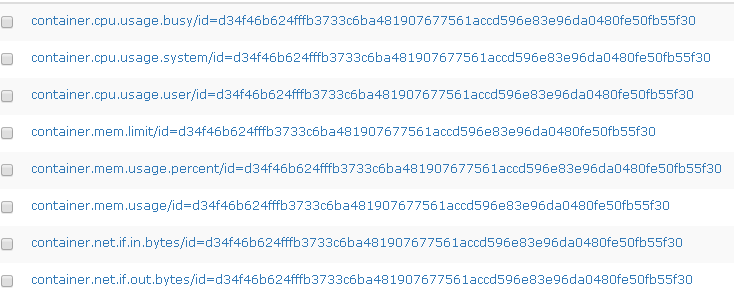 container.cpu.usage.busy/id=d34f46b624fffb3733c6ba481907677561accd596e83e96da0480fe50fb55f30
container.cpu.usage.system/id=d34f46b624fffb3733c6ba481907677561accd596e83e96da0480fe50fb55f30
container.cpu.usage.user/id=d34f46b624fffb3733c6ba481907677561accd596e83e96da0480fe50fb55f30
container.mem.limit/id=d34f46b624fffb3733c6ba481907677561accd596e83e96da0480fe50fb55f30
container.mem.usage.percent/id=d34f46b624fffb3733c6ba481907677561accd596e83e96da0480fe50fb55f30
container.mem.usage/id=d34f46b624fffb3733c6ba481907677561accd596e83e96da0480fe50fb55f30
container.net.if.in.bytes/id=d34f46b624fffb3733c6ba481907677561accd596e83e96da0480fe50fb55f30
container.net.if.out.bytes/id=d34f46b624fffb3733c6ba481907677561accd596e83e96da0480fe50fb55f30